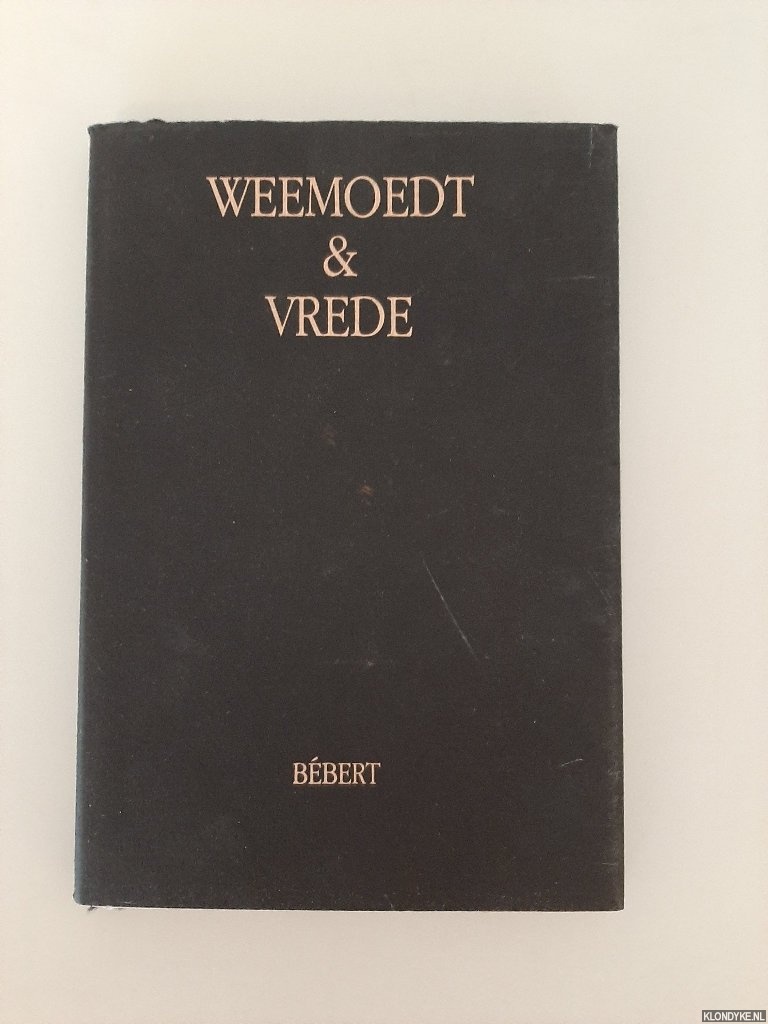 WEEMOEDT
&
VREDE
BÉBERT
KLONDYKE.NL